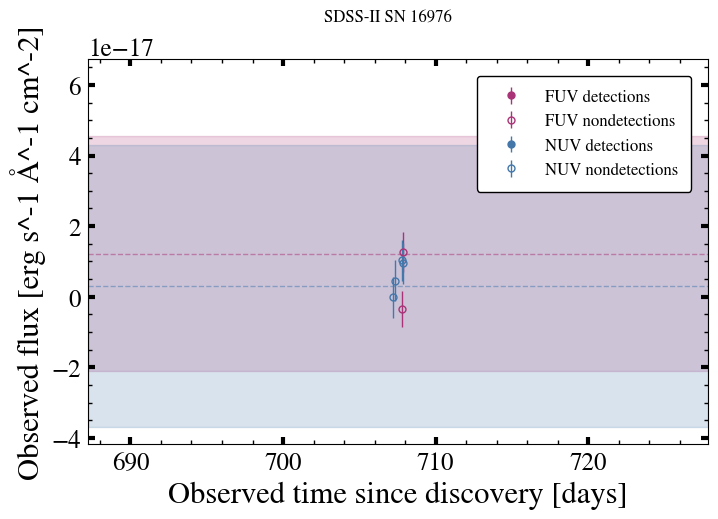 SDSS-II SN 16976
1e−17
Observed flux [erg s^-1 Å^-1 cm^-2]
6
4
2
0
−2
−4
FUV detections
FUV nondetections
NUV detections
NUV nondetections
690
700
710
720
Observed time since discovery [days]